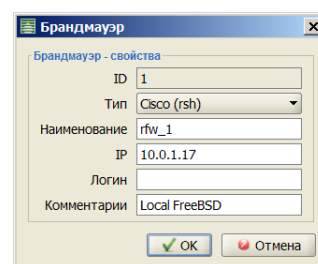 Брандмауэр
Брандмауэр - свойства
ID 1
Тип Cisco (rsh)
Наименование rfw_1
IP 10.0.1.17
Логин
Комментарии Local FreeBSD
OK Отмена